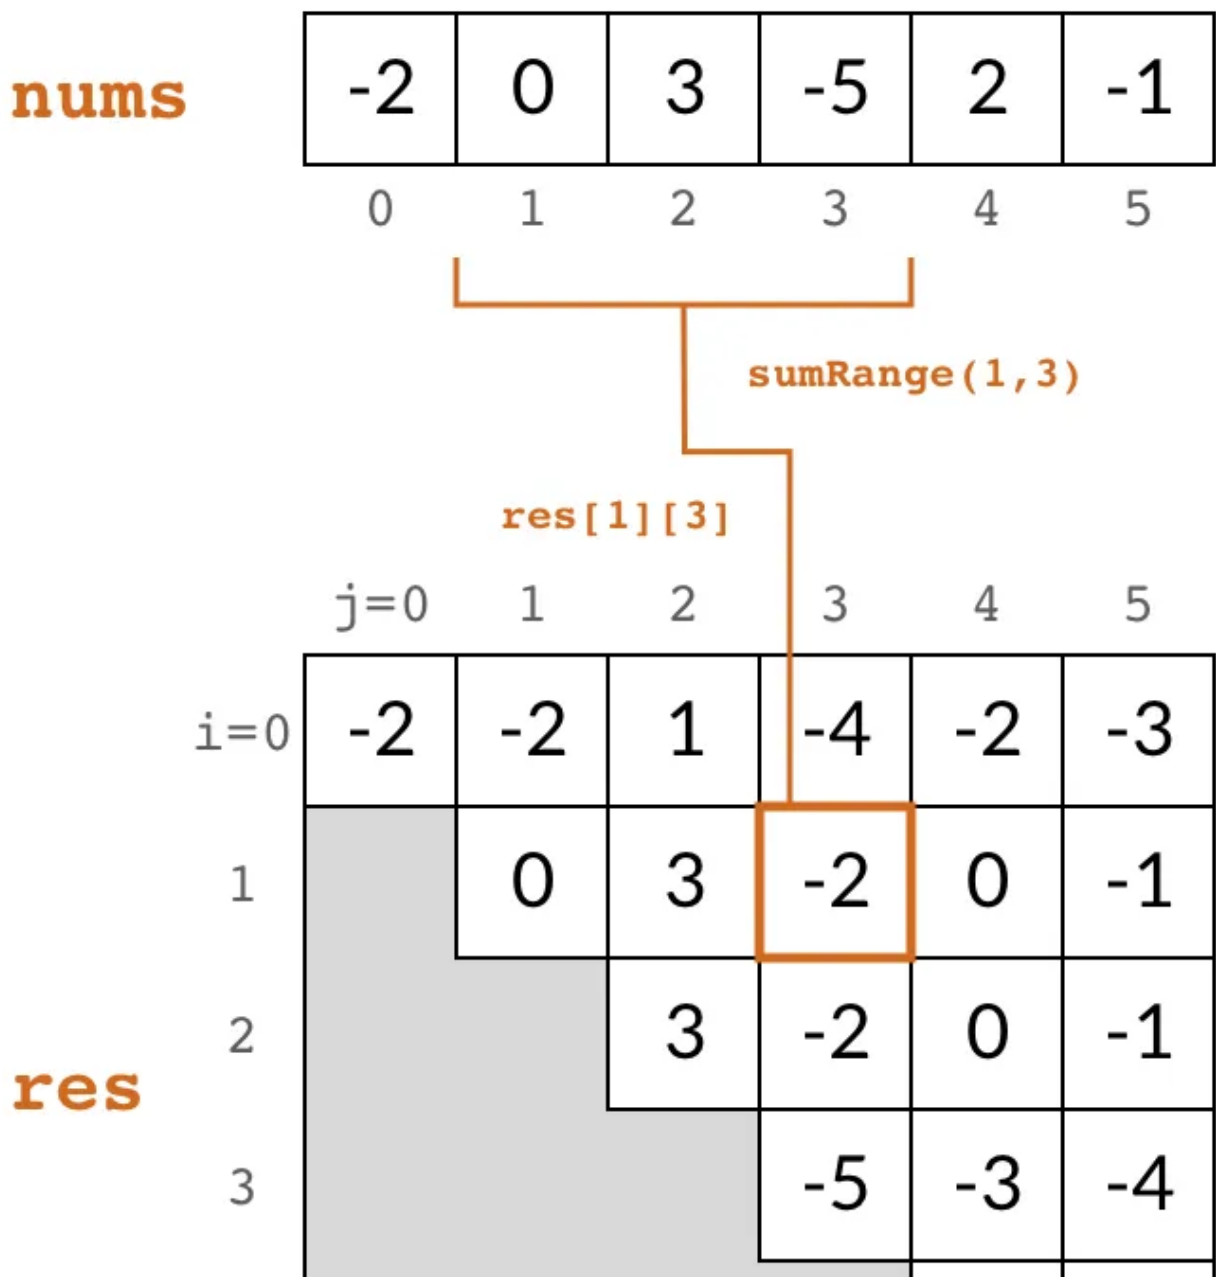 nums -2 0 3 -5 2 -1
0 1 2 3 4 5
sumRange(1,3)
res[1][3]
j=0 1 2 3 4 5
i=0 -2 -2 1 -4 -2 -3
1 0 3 -2 0 -1
2 3 -2 0 -1
res
3 -5 -3 -4